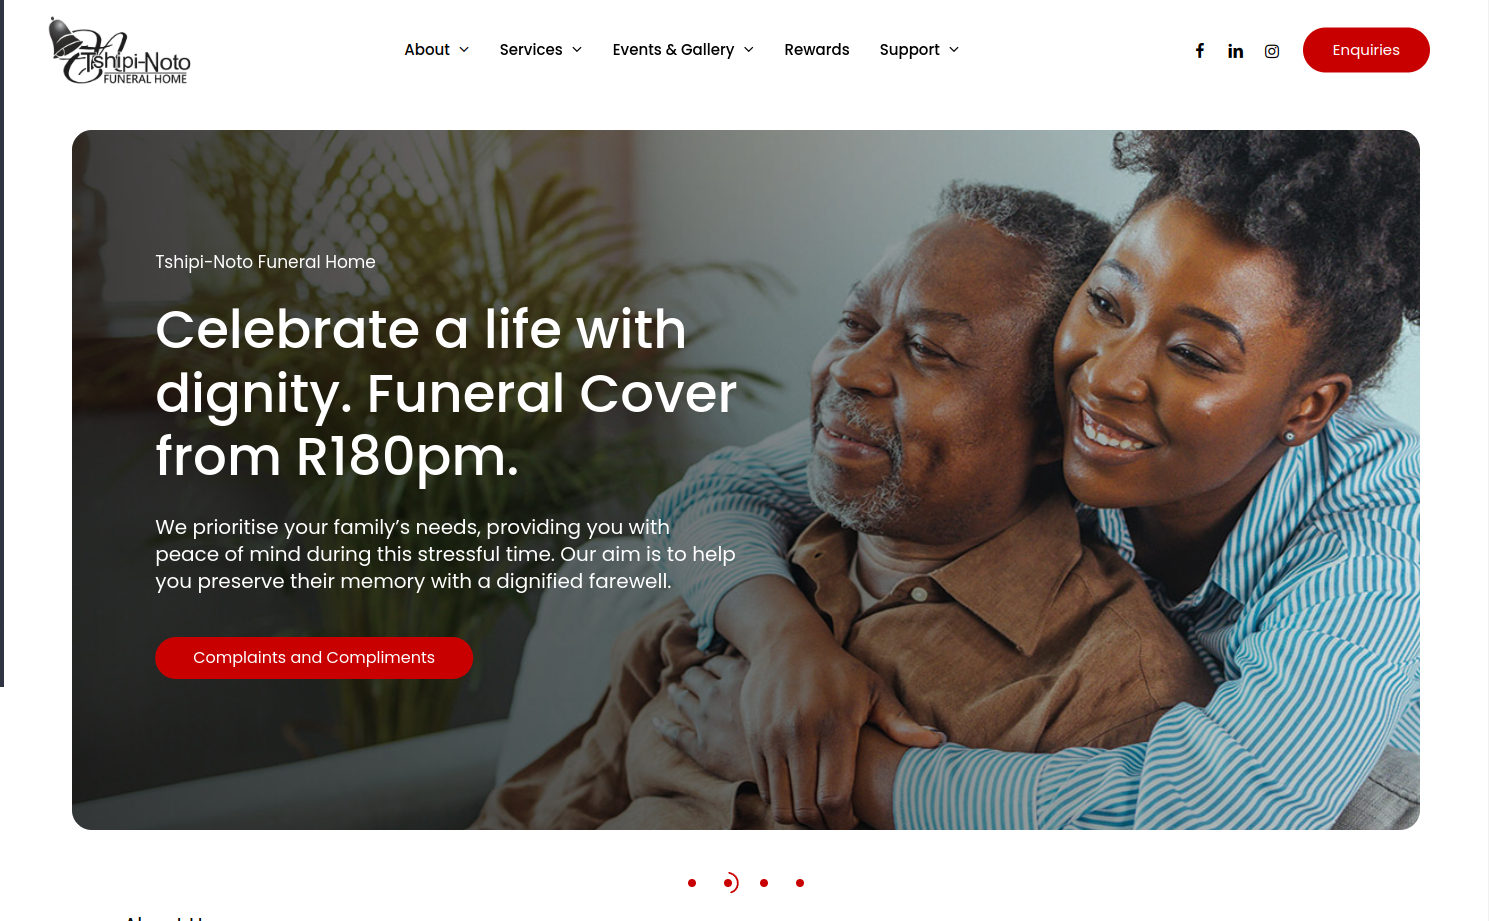 Tshipi-Noto
FUNERAL HOME
About
Services
Events & Gallery
Rewards
Support
Enquiries
Tshipi-Noto Funeral Home
Celebrate a life with
dignity. Funeral Cover
from R180pm.
We prioritise your family’s needs, providing you with
peace of mind during this stressful time. Our aim is to help
you preserve their memory with a dignified farewell.
Complaints and Compliments